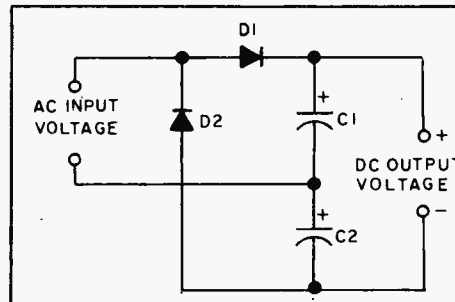 D1
AC INPUT
VOLTAGE
D2
+
C1
+
DC OUTPUT
VOLTAGE
-
+
C2